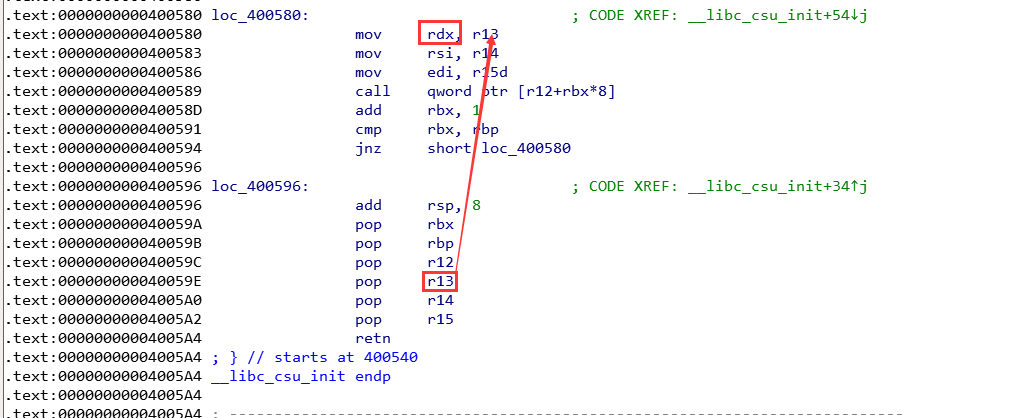 .text:0000000000400580 loc_400580: ; CODE XREF: __libc_csu_init+54↓j
.text:0000000000400580 mov rdx, r13
.text:0000000000400583 mov rsi, r14
.text:0000000000400586 mov edi, r15d
.text:0000000000400589 call qword ptr [r12+rbx*8]
.text:000000000040058D add rbx, 1
.text:0000000000400591 cmp rbx, rbp
.text:0000000000400594 jnz short loc_400580
.text:0000000000400596
.text:0000000000400596 loc_400596: ; CODE XREF: __libc_csu_init+34↑j
.text:0000000000400596 add rsp, 8
.text:000000000040059A pop rbx
.text:000000000040059B pop rbp
.text:000000000040059C pop r12
.text:000000000040059E pop r13
.text:00000000004005A0 pop r14
.text:00000000004005A2 pop r15
.text:00000000004005A4 retn
.text:00000000004005A4 ; } // starts at 400540
.text:00000000004005A4 __libc_csu_init endp
.text:00000000004005A4
.text:00000000004005A4 ; ---------------------------------------------------------------------------